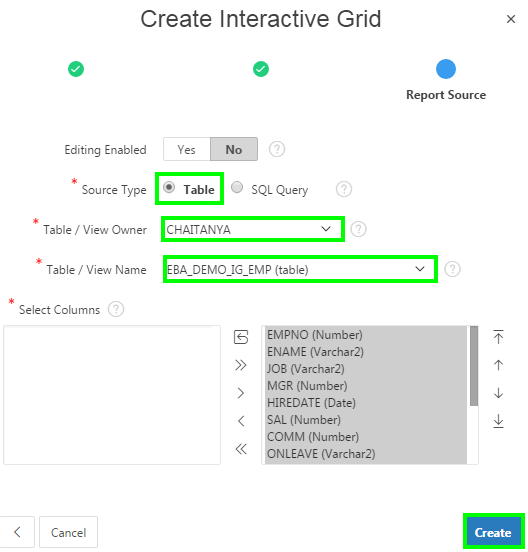 Create Interactive Grid
Report Source
Editing Enabled Yes No ?
* Source Type Table SQL Query ?
* Table / View Owner CHAITANYA ?
* Table / View Name EBA_DEMO_IG_EMP (table) ?
* Select Columns ?
EMPNO (Number)
ENAME (Varchar2)
JOB (Varchar2)
MGR (Number)
HIREDATE (Date)
SAL (Number)
COMM (Number)
ONLEAVE (Varchar2)
Cancel Create